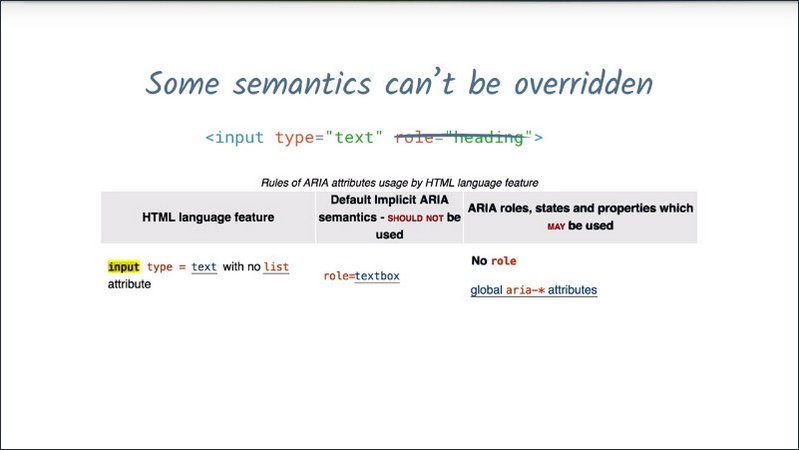 Some semantics can't be overridden
<input type="text" role="heading">
Rules of ARIA attributes usage by HTML language feature
HTML language feature
Default Implicit ARIA
semantics - SHOULD NOT be
used
ARIA roles, states and properties which
MAY be used
input type = text with no list
attribute
role=textbox
No role
global aria-* attributes